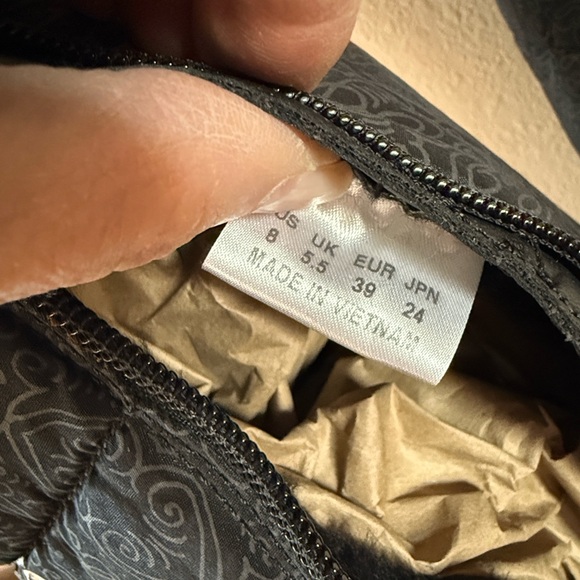 US UK EUR JPN
8 5.5 39 24
MADE IN VIETNAM